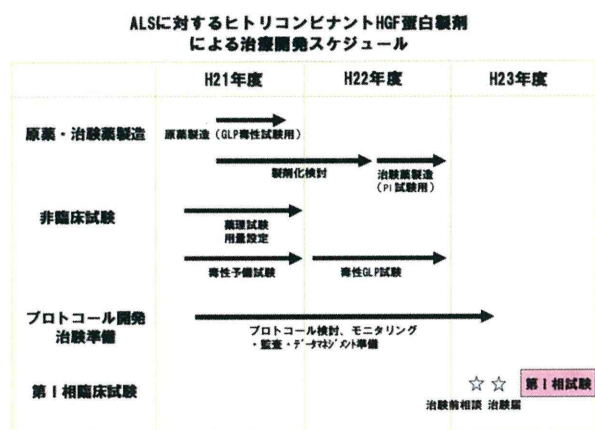 ALSに対するヒトリコンビナントHGF蛋白製剤
による治療開発スケジュール
H21年度 H22年度 H23年度
原薬・治験薬製造
原薬製造（GLP毒性試験用）
製剤化検討
治験薬製造
（PI試験用）
非臨床試験
薬理試験
用量設定
毒性予備試験
毒性GLP試験
プロトコール開発
治験準備
プロトコール検討、モニタリング
・監査・データマネジメント準備
第Ⅰ相臨床試験
☆ ☆ 第Ⅰ相試験
治験前相談 治験届